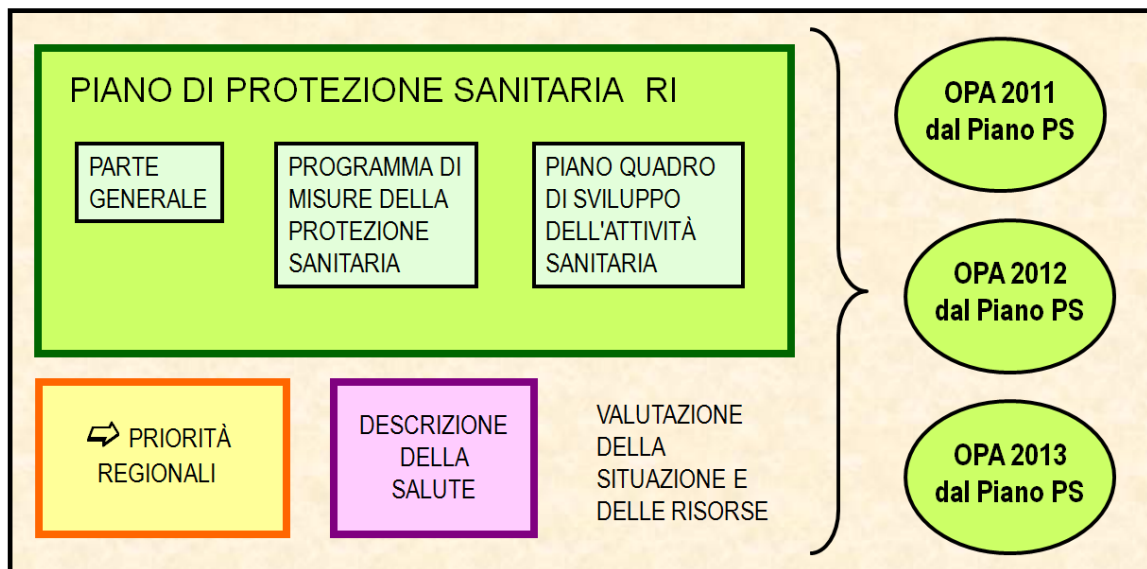 PIANO DI PROTEZIONE SANITARIA RI
PARTE
GENERALE
PROGRAMMA DI
MISURE DELLA
PROTEZIONE
SANITARIA
PIANO QUADRO
DI SVILUPPO
DELL'ATTIVITÀ
SANITARIA
⇨ PRIORITÀ
REGIONALI
DESCRIZIONE
DELLA
SALUTE
VALUTAZIONE
DELLA
SITUAZIONE E
DELLE RISORSE
OPA 2011
dal Piano PS
OPA 2012
dal Piano PS
OPA 2013
dal Piano PS